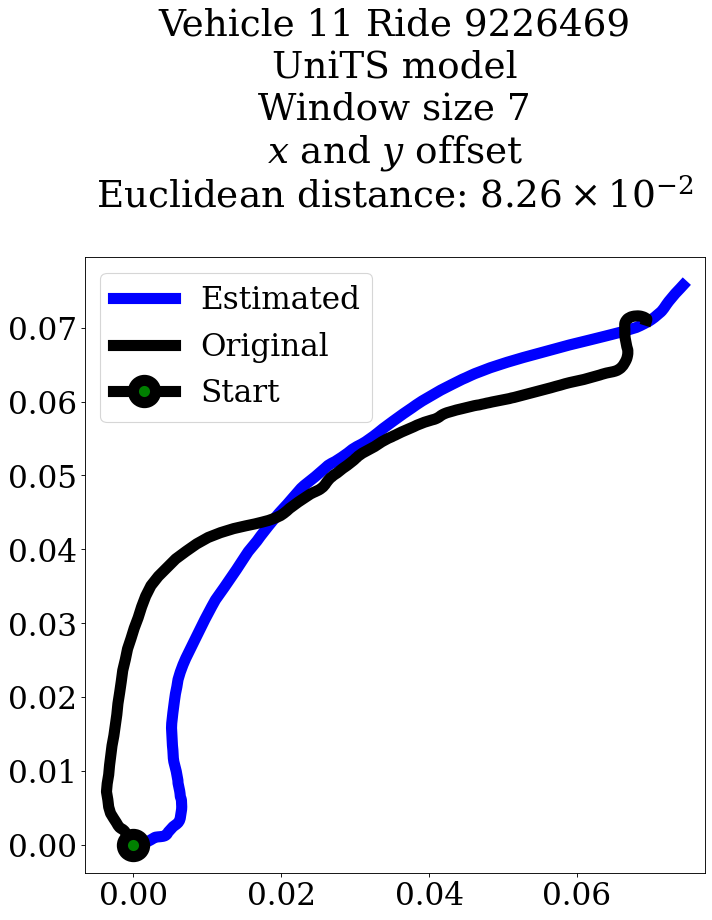 Vehicle 11 Ride 9226469
UniTS model
Window size 7
x and y offset
Euclidean distance: 8.26 × 10⁻²
Estimated
Original
Start
0.07
0.06
0.05
0.04
0.03
0.02
0.01
0.00
0.00 0.02 0.04 0.06